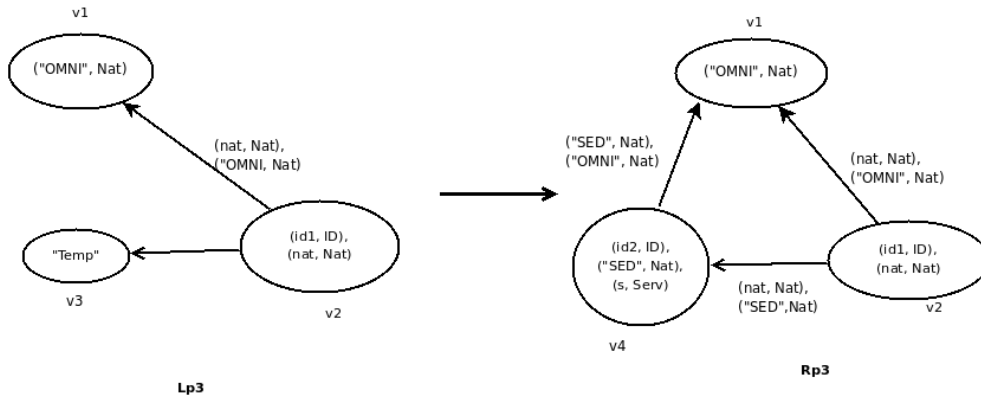 v1
("OMNI", Nat)
(nat, Nat),
("OMNI, Nat)
"Temp"
v3
(id1, ID),
(nat, Nat)
v2
Lp3
v1
("OMNI", Nat)
("SED", Nat),
("OMNI", Nat)
(nat, Nat),
("OMNI", Nat)
(id2, ID),
("SED", Nat),
(s, Serv)
v4
(id1, ID),
(nat, Nat)
v2
(nat, Nat),
("SED",Nat)
Rp3